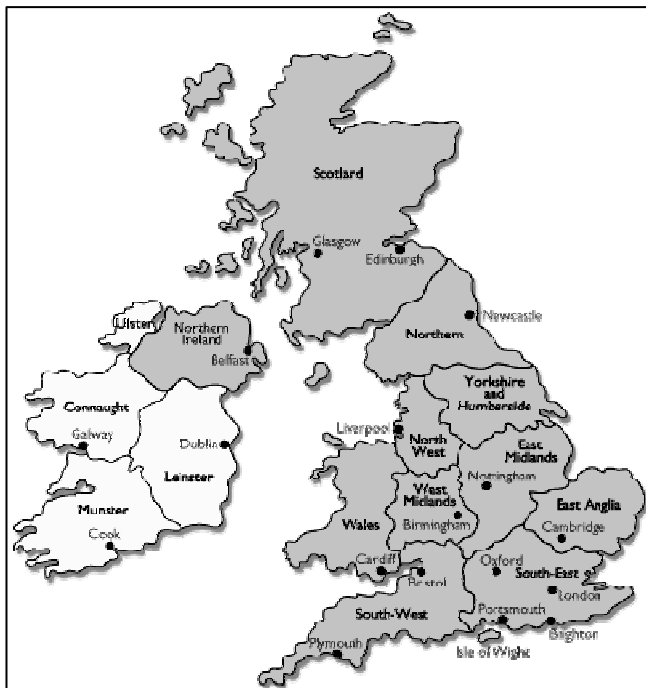 Scotland
Glasgow
Edinburgh
Ulster
Northern
Ireland
Belfast
Newcastle
Northern
Connaught
Galway
Dublin
Leinster
Munster
Cook
Yorkshire
and
Humberside
Liverpool
North
West
East
Midlands
Nottingham
West
Midlands
Birmingham
East Anglia
Cambridge
Wales
Cardiff
Bristol
Oxford
South-East
London
South-West
Portsmouth
Brighton
Plymouth
Isle of Wight